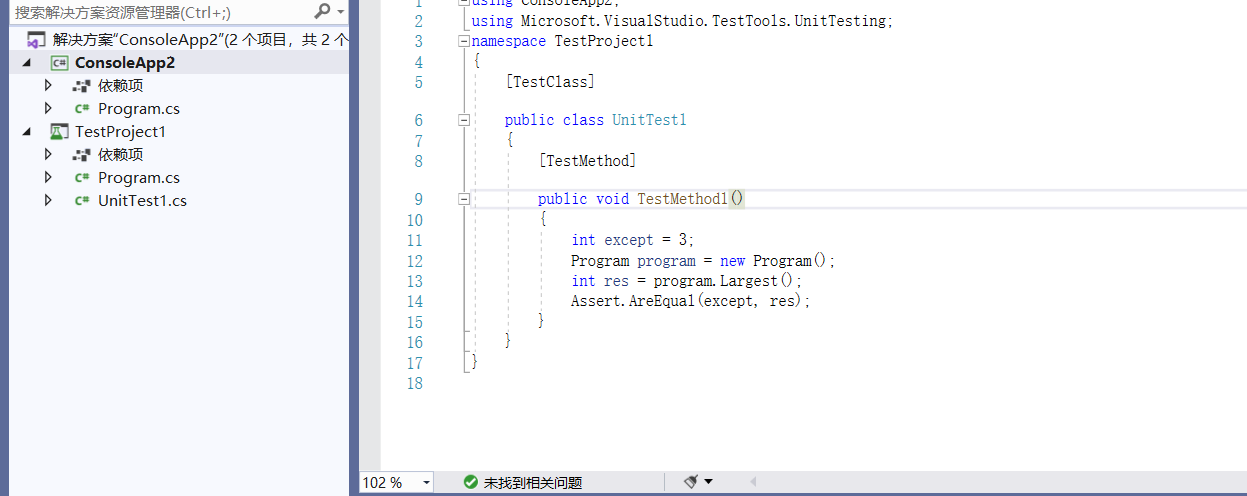 搜索解决方案资源管理器(Ctrl+;)
解决方案"ConsoleApp2"(2 个项目，共 2 个
ConsoleApp2
依赖项
Program.cs
TestProject1
依赖项
Program.cs
UnitTest1.cs
1 using ConsoleApp2;
2 using Microsoft.VisualStudio.TestTools.UnitTesting;
3 namespace TestProject1
4 {
5 [TestClass]
6 public class UnitTest1
7 {
8 [TestMethod]
9 public void TestMethod1()
10 {
11 int except = 3;
12 Program program = new Program();
13 int res = program.Largest();
14 Assert.AreEqual(except, res);
15 }
16 }
17 }
18
102 %
未找到相关问题